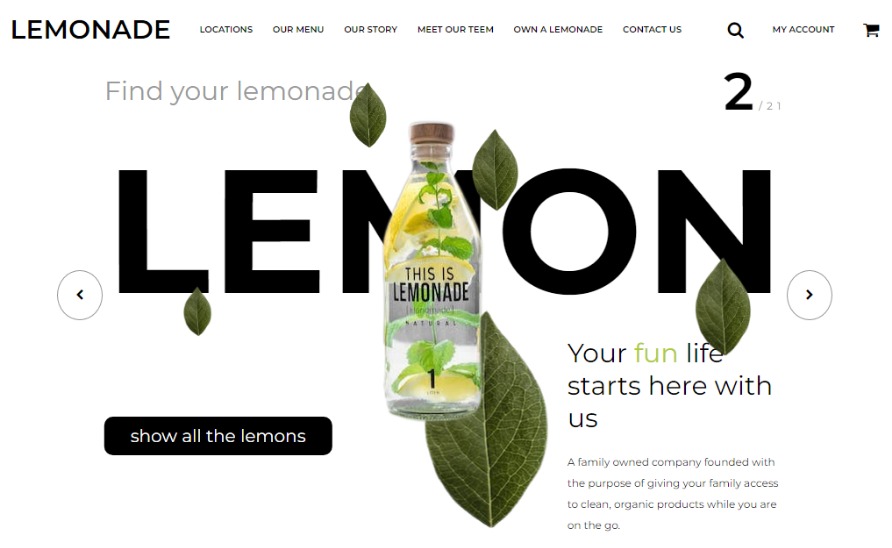 LEMONADE
LOCATIONS OUR MENU OUR STORY MEET OUR TEEM OWN A LEMONADE CONTACT US MY ACCOUNT
Find your lemonade
2 / 21
LEMON
THIS IS
LEMONADE
NATURAL
1
show all the lemons
Your fun life
starts here with
us
A family owned company founded with
the purpose of giving your family access
to clean, organic products while you are
on the go.